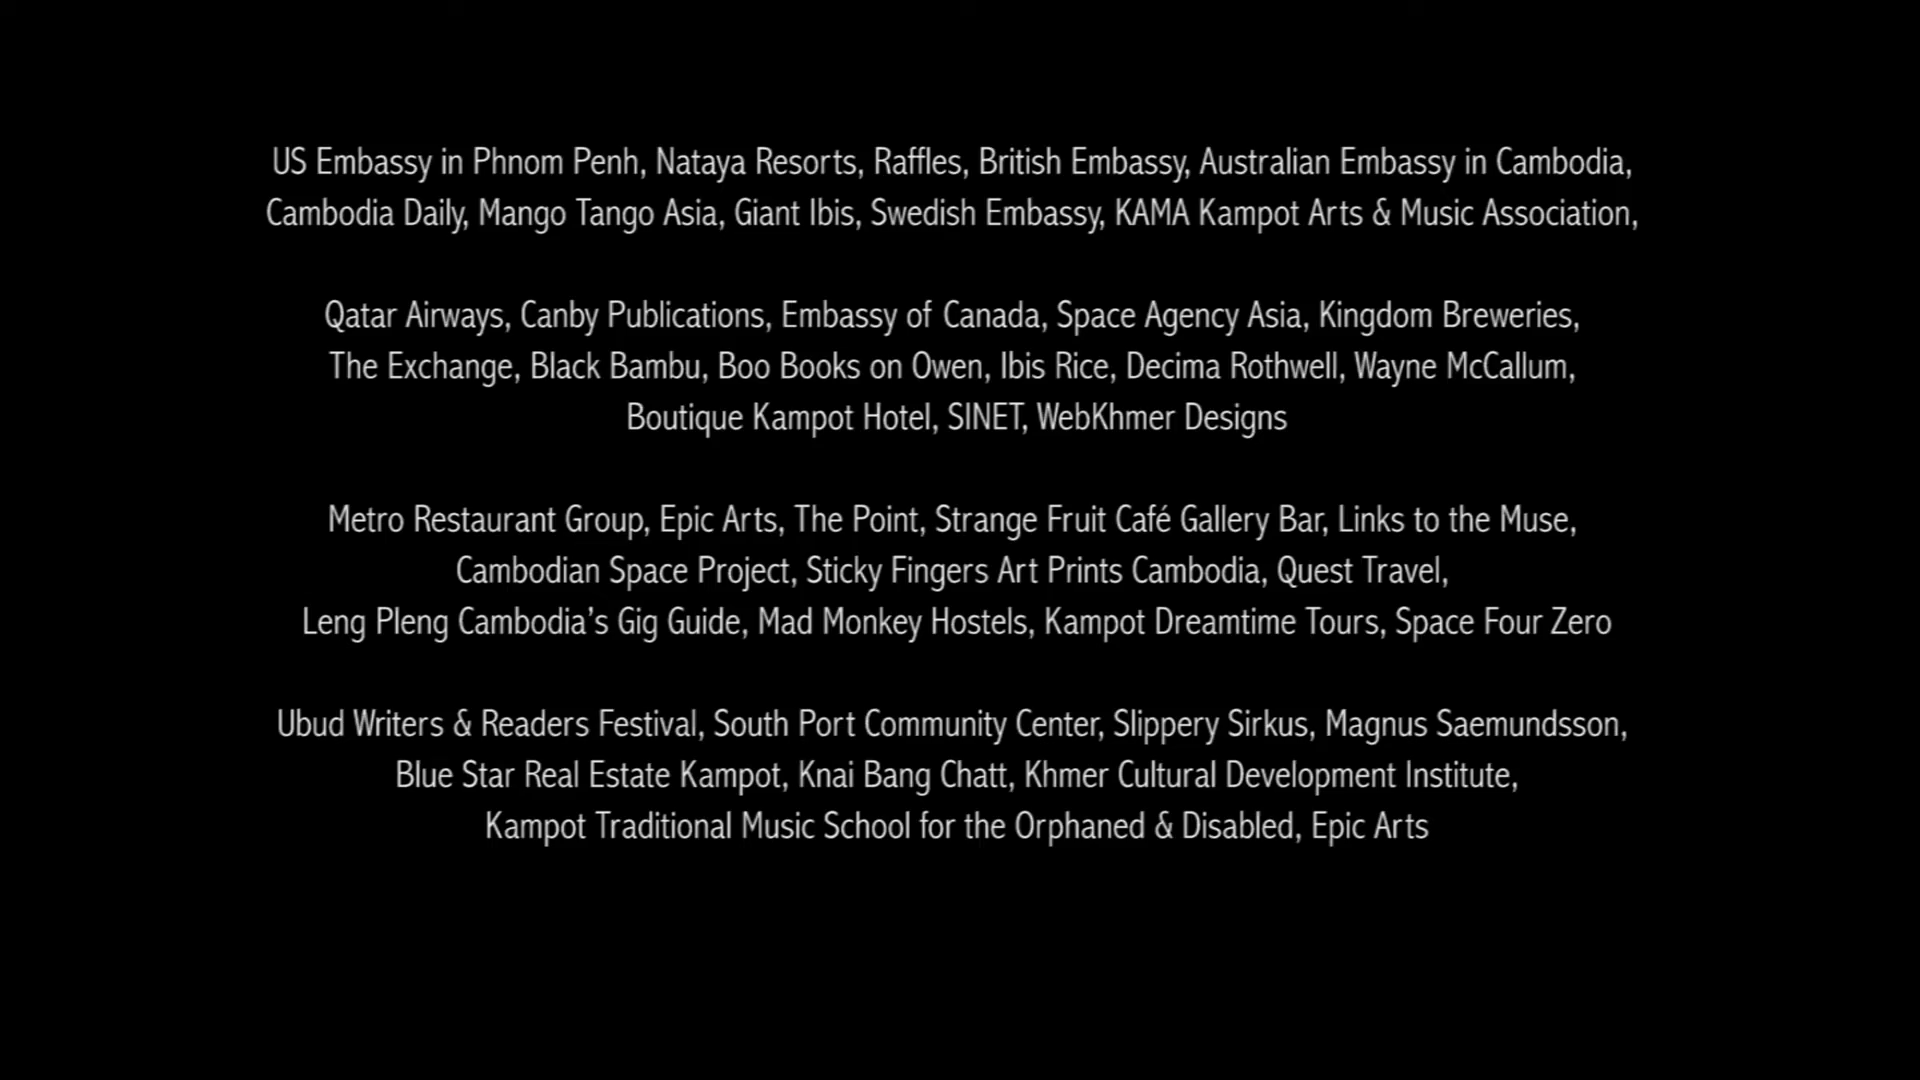 US Embassy in Phnom Penh, Nataya Resorts, Raffles, British Embassy, Australian Embassy in Cambodia,
Cambodia Daily, Mango Tango Asia, Giant Ibis, Swedish Embassy, KAMA Kampot Arts & Music Association,
Qatar Airways, Canby Publications, Embassy of Canada, Space Agency Asia, Kingdom Breweries,
The Exchange, Black Bambu, Boo Books on Owen, Ibis Rice, Decima Rothwell, Wayne McCallum,
Boutique Kampot Hotel, SINET, WebKhmer Designs
Metro Restaurant Group, Epic Arts, The Point, Strange Fruit Café Gallery Bar, Links to the Muse,
Cambodian Space Project, Sticky Fingers Art Prints Cambodia, Quest Travel,
Leng Pleng Cambodia’s Gig Guide, Mad Monkey Hostels, Kampot Dreamtime Tours, Space Four Zero
Ubud Writers & Readers Festival, South Port Community Center, Slippery Sirkus, Magnus Saemundsson,
Blue Star Real Estate Kampot, Knai Bang Chatt, Khmer Cultural Development Institute,
Kampot Traditional Music School for the Orphaned & Disabled, Epic Arts